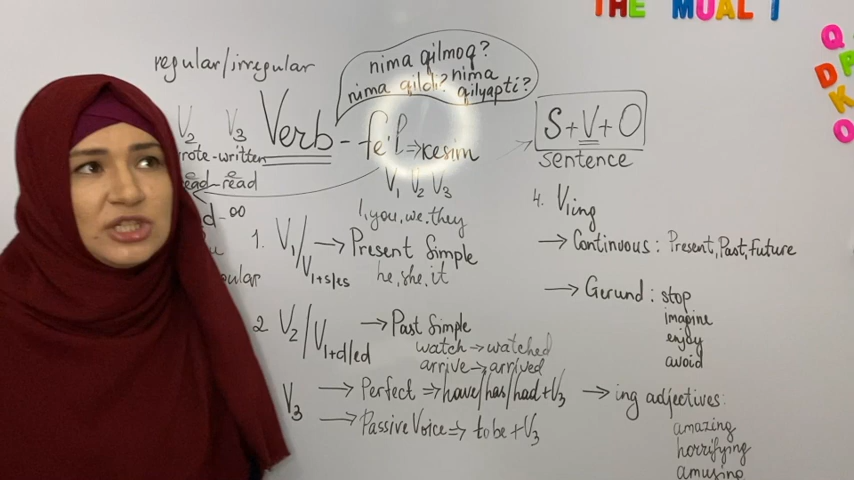 THE MUAL
regular/irregular
nima qilmoq?
nima qildi? nima qilyapti?
V2 V3
Verb - fe'l => kesim
S+V+O
sentence
wrote-written
read-read
V1 V2 V3
I, you, we, they
1. V1/V1+s/es → Present Simple
he, she, it
2 V2/V1+d/ed → Past Simple
watch → watched
arrive → arrived
V3 → Perfect => have/has/had+V3
→ Passive Voice => to be + V3
4. Ving
→ Continuous: Present, Past, Future
→ Gerund: stop
imagine
enjoy
avoid
→ ing adjectives:
amazing
horrifying
amusing
Q
D P
K
O